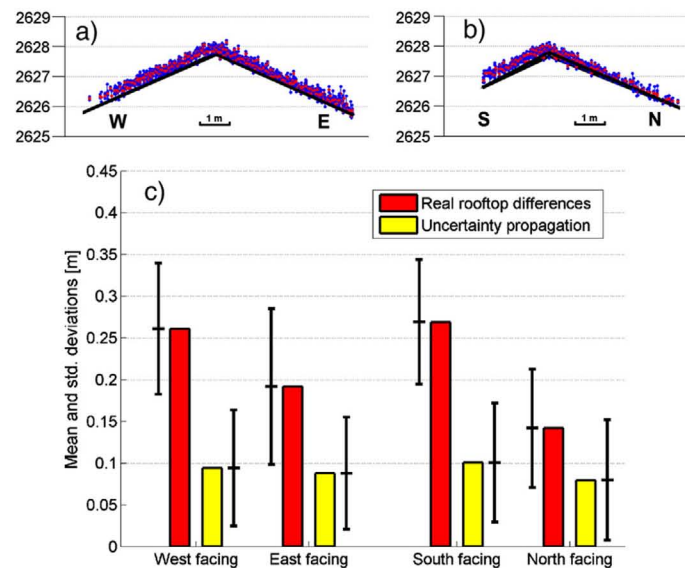 2629
2628
2627
2626
2625
a)
W
1 m
E
2629
2628
2627
2626
2625
b)
S
1 m
N
c)
Real rooftop differences
Uncertainty propagation
Mean and std. deviations [m]
0.45
0.4
0.35
0.3
0.25
0.2
0.15
0.1
0.05
0
West facing
East facing
South facing
North facing